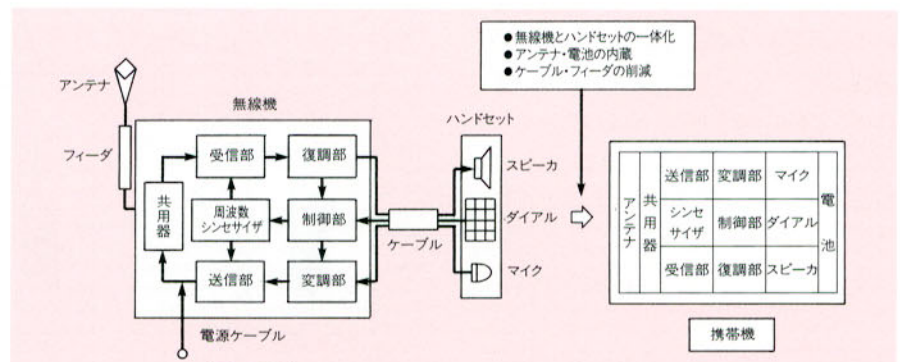 ●無線機とハンドセットの一体化
●アンテナ・電池の内蔵
●ケーブル・フィーダの削減
アンテナ
フィーダ
無線機
共用器
受信部
復調部
周波数
シンセサイザ
制御部
送信部
変調部
電源ケーブル
ケーブル
ハンドセット
スピーカ
ダイアル
マイク
アンテナ
共用器
送信部
変調部
マイク
シンセ
サイザ
制御部
ダイアル
受信部
復調部
スピーカ
電池
携帯機